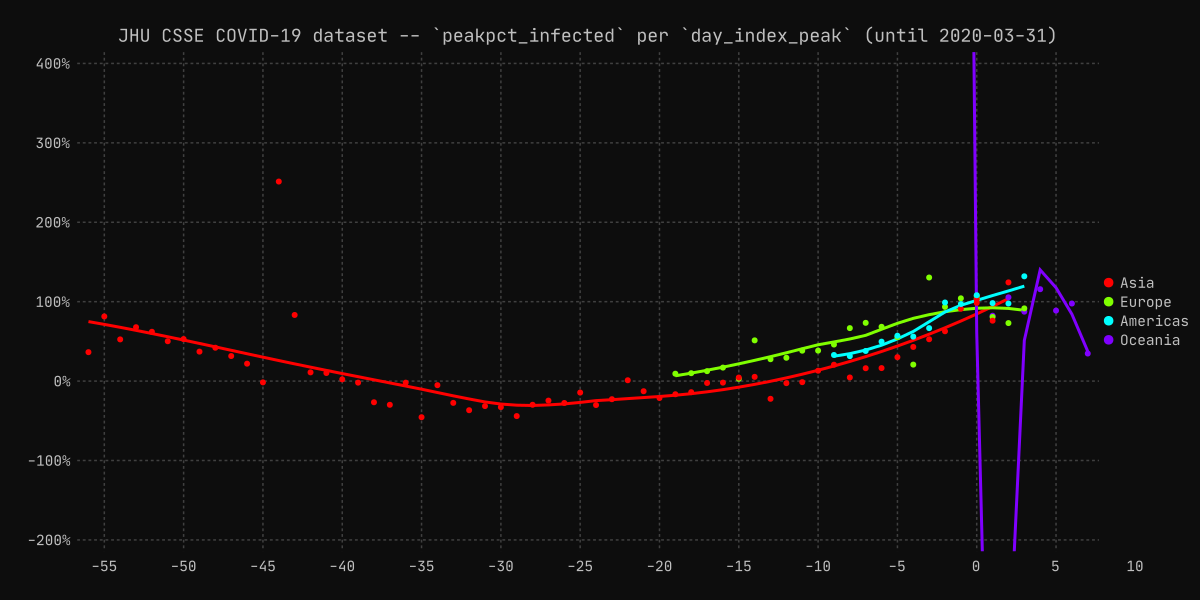 JHU CSSE COVID-19 dataset -- `peakpct_infected` per `day_index_peak` (until 2020-03-31)
400%
300%
200%
100%
0%
-100%
-200%
-55 -50 -45 -40 -35 -30 -25 -20 -15 -10 -5 0 5 10
Asia
Europe
Americas
Oceania